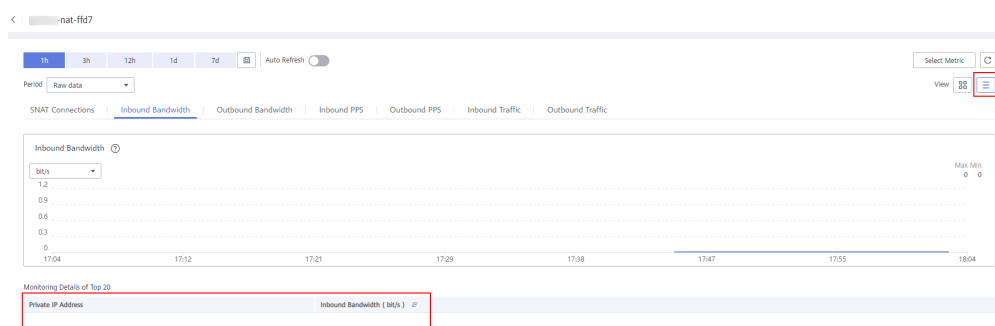 -nat-ffd7
1h 3h 12h 1d 7d Auto Refresh Select Metric
Period Raw data View
SNAT Connections Inbound Bandwidth Outbound Bandwidth Inbound PPS Outbound PPS Inbound Traffic Outbound Traffic
Inbound Bandwidth ?
bit/s Max Min
0 0
1.2
0.9
0.6
0.3
0
17:04 17:12 17:21 17:29 17:38 17:47 17:55 18:04
Monitoring Details of Top 20
Private IP Address Inbound Bandwidth ( bit/s )